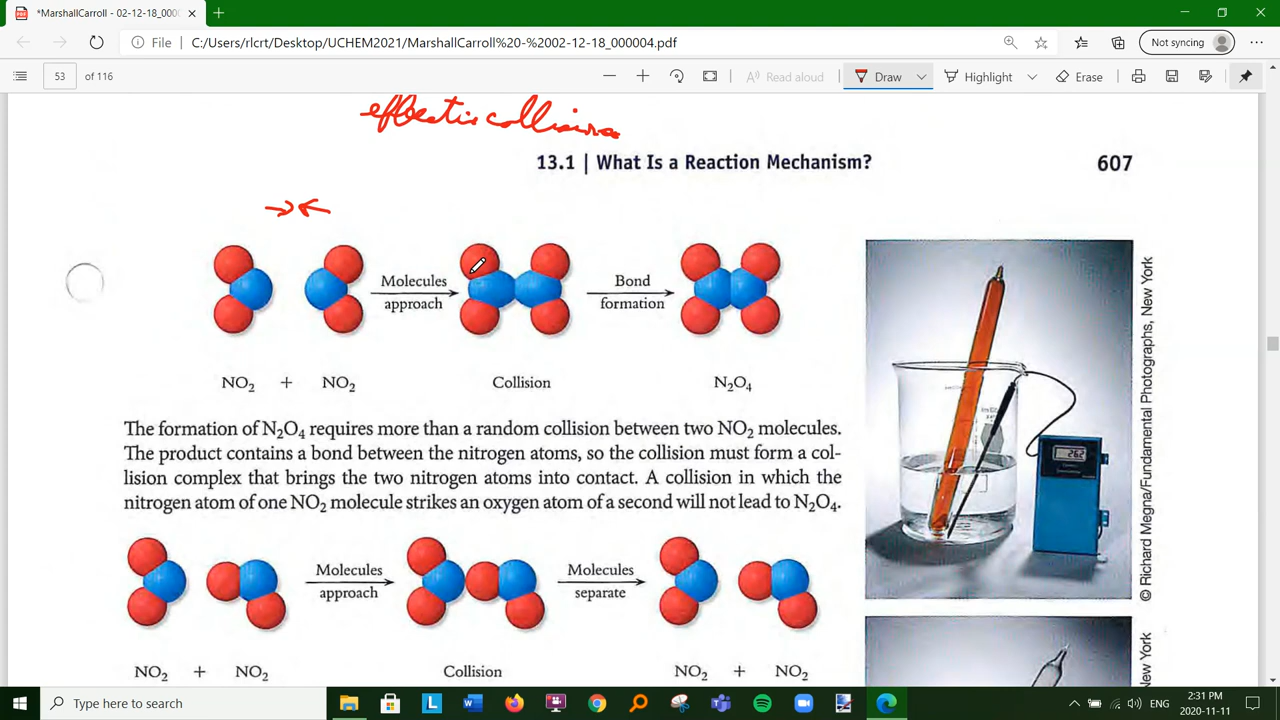 *MarshallCarroll - 02-12-18_000(
File
C:/Users/rlcrt/Desktop/UCHEM2021/MarshallCarroll%20-%2002-12-18_000004.pdf
Not syncing
53 of 116
Read aloud
Draw
Highlight
Erase
collision
13.1 | What Is a Reaction Mechanism?
607
Molecules
approach
Bond
formation
NO₂ + NO₂
Collision
N₂O₄
The formation of N₂O₄ requires more than a random collision between two NO₂ molecules.
The product contains a bond between the nitrogen atoms, so the collision must form a col-
lision complex that brings the two nitrogen atoms into contact. A collision in which the
nitrogen atom of one NO₂ molecule strikes an oxygen atom of a second will not lead to N₂O₄.
Molecules
approach
Molecules
separate
NO₂ + NO₂
Collision
NO₂ + NO₂
© Richard Megna/Fundamental Photographs, New York
New York
Type here to search
ENG
2:31 PM
2020-11-11